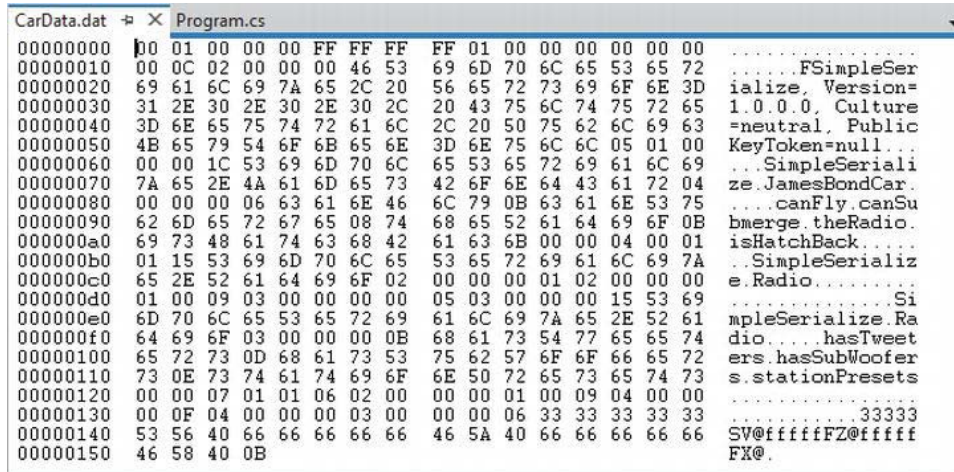 CarData.dat Program.cs
00000000 00 01 00 00 00 FF FF FF FF 01 00 00 00 00 00 00 ................
00000010 00 0C 02 00 00 00 46 53 69 6D 70 6C 65 53 65 72 ......FSimpleSer
00000020 69 61 6C 69 7A 65 2C 20 56 65 72 73 69 6F 6E 3D ialize, Version=
00000030 31 2E 30 2E 30 2E 30 2C 20 43 75 6C 74 75 72 65 1.0.0.0, Culture
00000040 3D 6E 65 75 74 72 61 6C 2C 20 50 75 62 6C 69 63 =neutral, Public
00000050 4B 65 79 54 6F 6B 65 6E 3D 6E 75 6C 6C 05 01 00 KeyToken=null...
00000060 00 00 1C 53 69 6D 70 6C 65 53 65 72 69 61 6C 69 ...SimpleSeriali
00000070 7A 65 2E 4A 61 6D 65 73 42 6F 6E 64 43 61 72 04 ze.JamesBondCar.
00000080 00 00 00 06 63 61 6E 46 6C 79 0B 63 61 6E 53 75 ....canFly.canSu
00000090 62 6D 65 72 67 65 08 74 68 65 52 61 64 69 6F 0B bmerge.theRadio.
000000a0 69 73 48 61 74 63 68 42 61 63 6B 00 00 04 00 01 isHatchBack.....
000000b0 01 15 53 69 6D 70 6C 65 53 65 72 69 61 6C 69 7A ..SimpleSerializ
000000c0 65 2E 52 61 64 69 6F 02 00 00 00 01 02 00 00 00 e.Radio.........
000000d0 01 00 09 03 00 00 00 00 05 03 00 00 00 15 53 69 ..............Si
000000e0 6D 70 6C 65 53 65 72 69 61 6C 69 7A 65 2E 52 61 mpleSerialize.Ra
000000f0 64 69 6F 03 00 00 00 0B 68 61 73 54 77 65 65 74 dio.....hasTweet
00000100 65 72 73 0D 68 61 73 53 75 62 57 6F 6F 66 65 72 ers.hasSubWoofer
00000110 73 0E 73 74 61 74 69 6F 6E 50 72 65 73 65 74 73 s.stationPresets
00000120 00 00 07 01 01 06 02 00 00 00 01 00 09 04 00 00 ................
00000130 00 0F 04 00 00 00 03 00 00 00 06 33 33 33 33 33 ...........33333
00000140 53 56 40 66 66 66 66 66 46 5A 40 66 66 66 66 66 SV@fffffFZ@fffff
00000150 46 58 40 0B FX@.